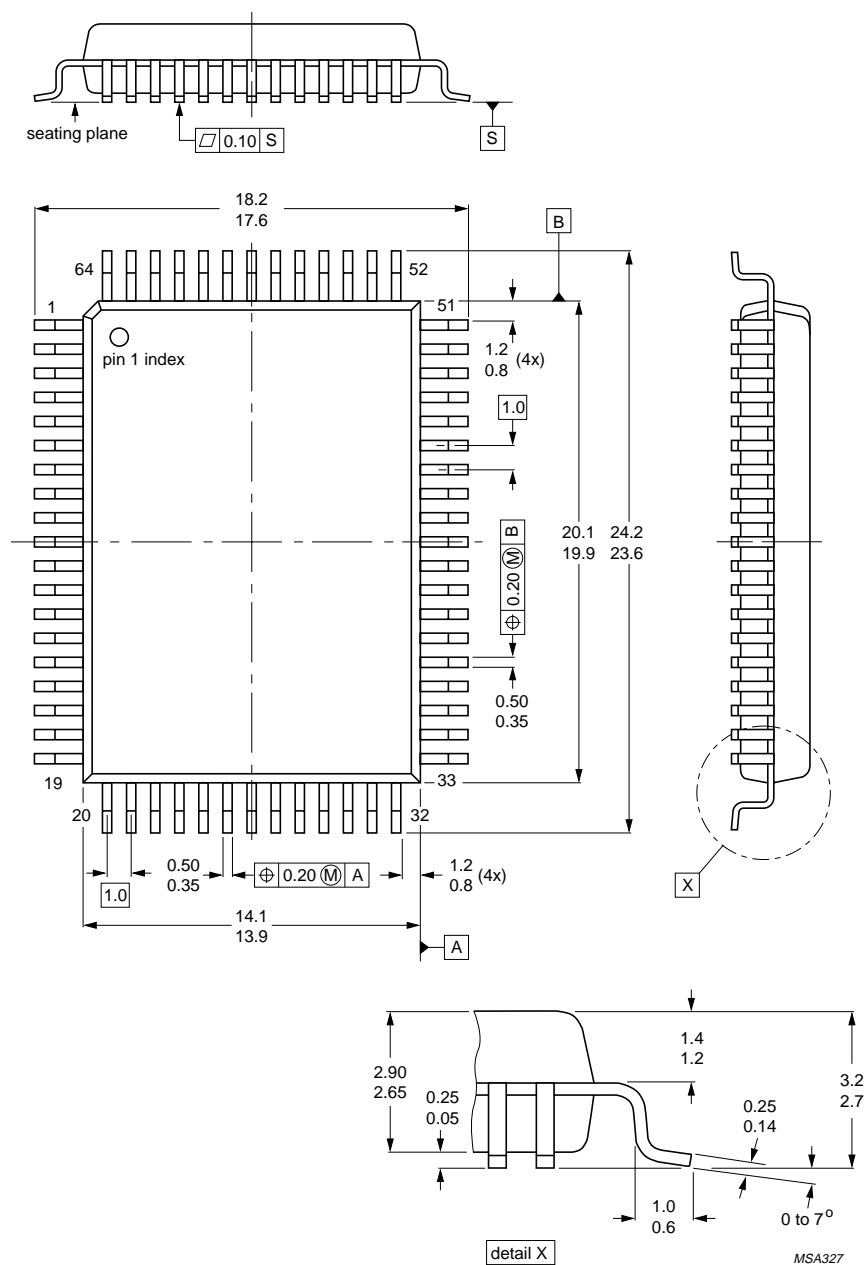 seating plane
0.10 S
S
18.2
17.6
B
64
52
1
51
pin 1 index
1.2
0.8
(4x)
1.0
20.1
19.9
24.2
23.6
0.20 M B
0.50
0.35
19
33
20
32
X
1.0
0.50
0.35
0.20 M A
1.2
0.8
(4x)
14.1
13.9
A
2.90
2.65
0.25
0.05
1.4
1.2
3.2
2.7
0.25
0.14
1.0
0.6
0 to 7°
detail X
MSA327